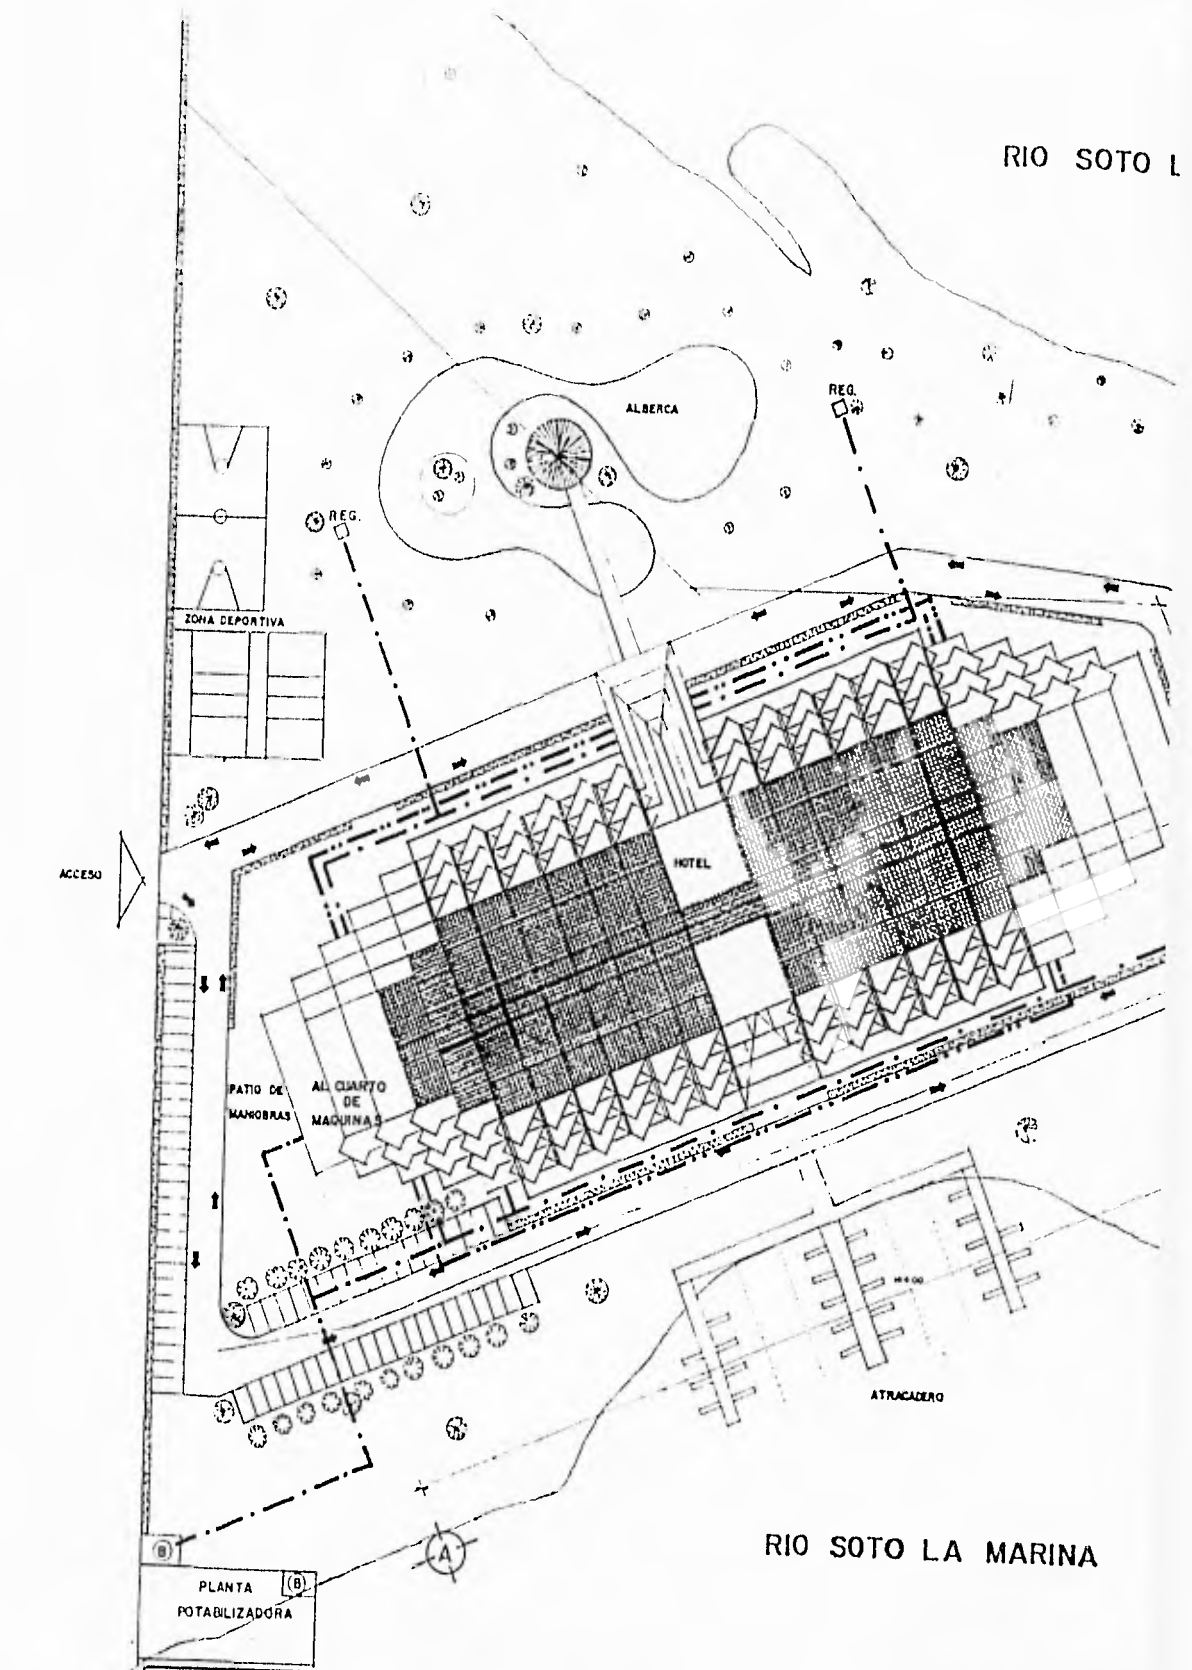 RIO SOTO L
ALBERCA
REG.
REG.
ZONA DEPORTIVA
ACCESO
HOTEL
PATIO DE
MANIOBRAS
AL CUARTO
DE
MAQUINAS
ATRACADERO
RIO SOTO LA MARINA
A
B
PLANTA
B
POTABILIZADORA